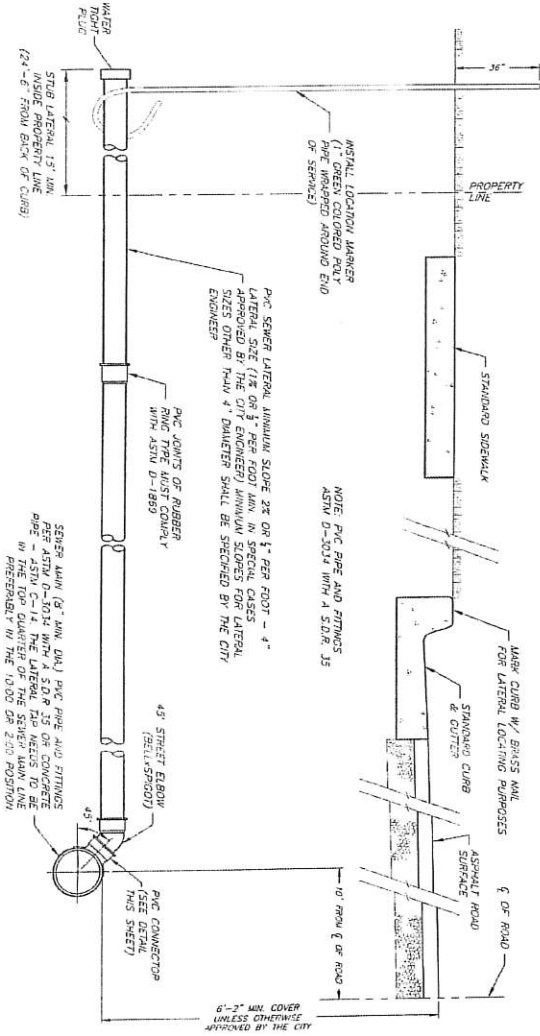 36"
PROPERTY
LINE
STANDARD SIDEWALK
MARK CURB W/ BRASS NAIL
FOR LATERAL LOCATING PURPOSES
STANDARD CURB
& GUTTER
ASPHALT ROAD
SURFACE
℄ OF ROAD
INSTALL LOCATION MARKER
(1" GREEN COLORED POLY
PIPE WRAPPED AROUND END
OF SERVICE)
NOTE: PVC PIPE AND FITTINGS
ASTM D-3034 WITH A S.D.R. 35
10' FROM ℄ OF ROAD
PVC SEWER LATERAL MINIMUM SLOPE 2% OR ¼" PER FOOT - 4"
LATERAL SIZE (1% OR ⅛" PER FOOT MIN. IN SPECIAL CASES
APPROVED BY THE CITY ENGINEER) MINIMUM SLOPES FOR LATERAL
SIZES OTHER THAN 4" DIAMETER SHALL BE SPECIFIED BY THE CITY
ENGINEER
6'-2" MIN. COVER
UNLESS OTHERWISE
APPROVED BY THE CITY
WATER
TIGHT
PLUG
STUB LATERAL 15' MIN.
INSIDE PROPERTY LINE
(24'-6" FROM BACK OF CURB)
PVC JOINTS OF RUBBER
RING TYPE MUST COMPLY
WITH ASTM D-1869
45° STREET ELBOW
(BELLxSPIGOT)
45°
PVC CONNECTOR
(SEE DETAIL
THIS SHEET)
SEWER MAIN (8" MIN. DIA.) PVC PIPE AND FITTINGS
PER ASTM D-3034 WITH A S.D.R 35 OR CONCRETE
PIPE - ASTM C-14. THE LATERAL TAP NEEDS TO BE
IN THE TOP QUARTER OF THE SEWER MAIN LINE
PREFERABLY IN THE 10:00 OR 2:00 POSITION